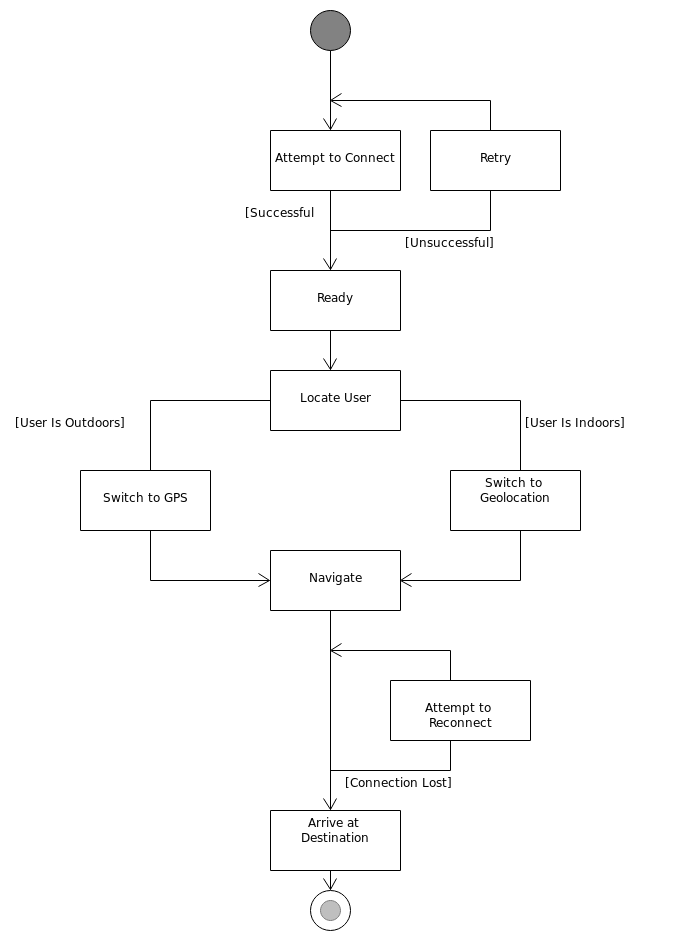 Attempt to Connect
Retry
[Successful
[Unsuccessful]
Ready
Locate User
[User Is Outdoors]
[User Is Indoors]
Switch to GPS
Switch to
Geolocation
Navigate
Attempt to
Reconnect
[Connection Lost]
Arrive at
Destination